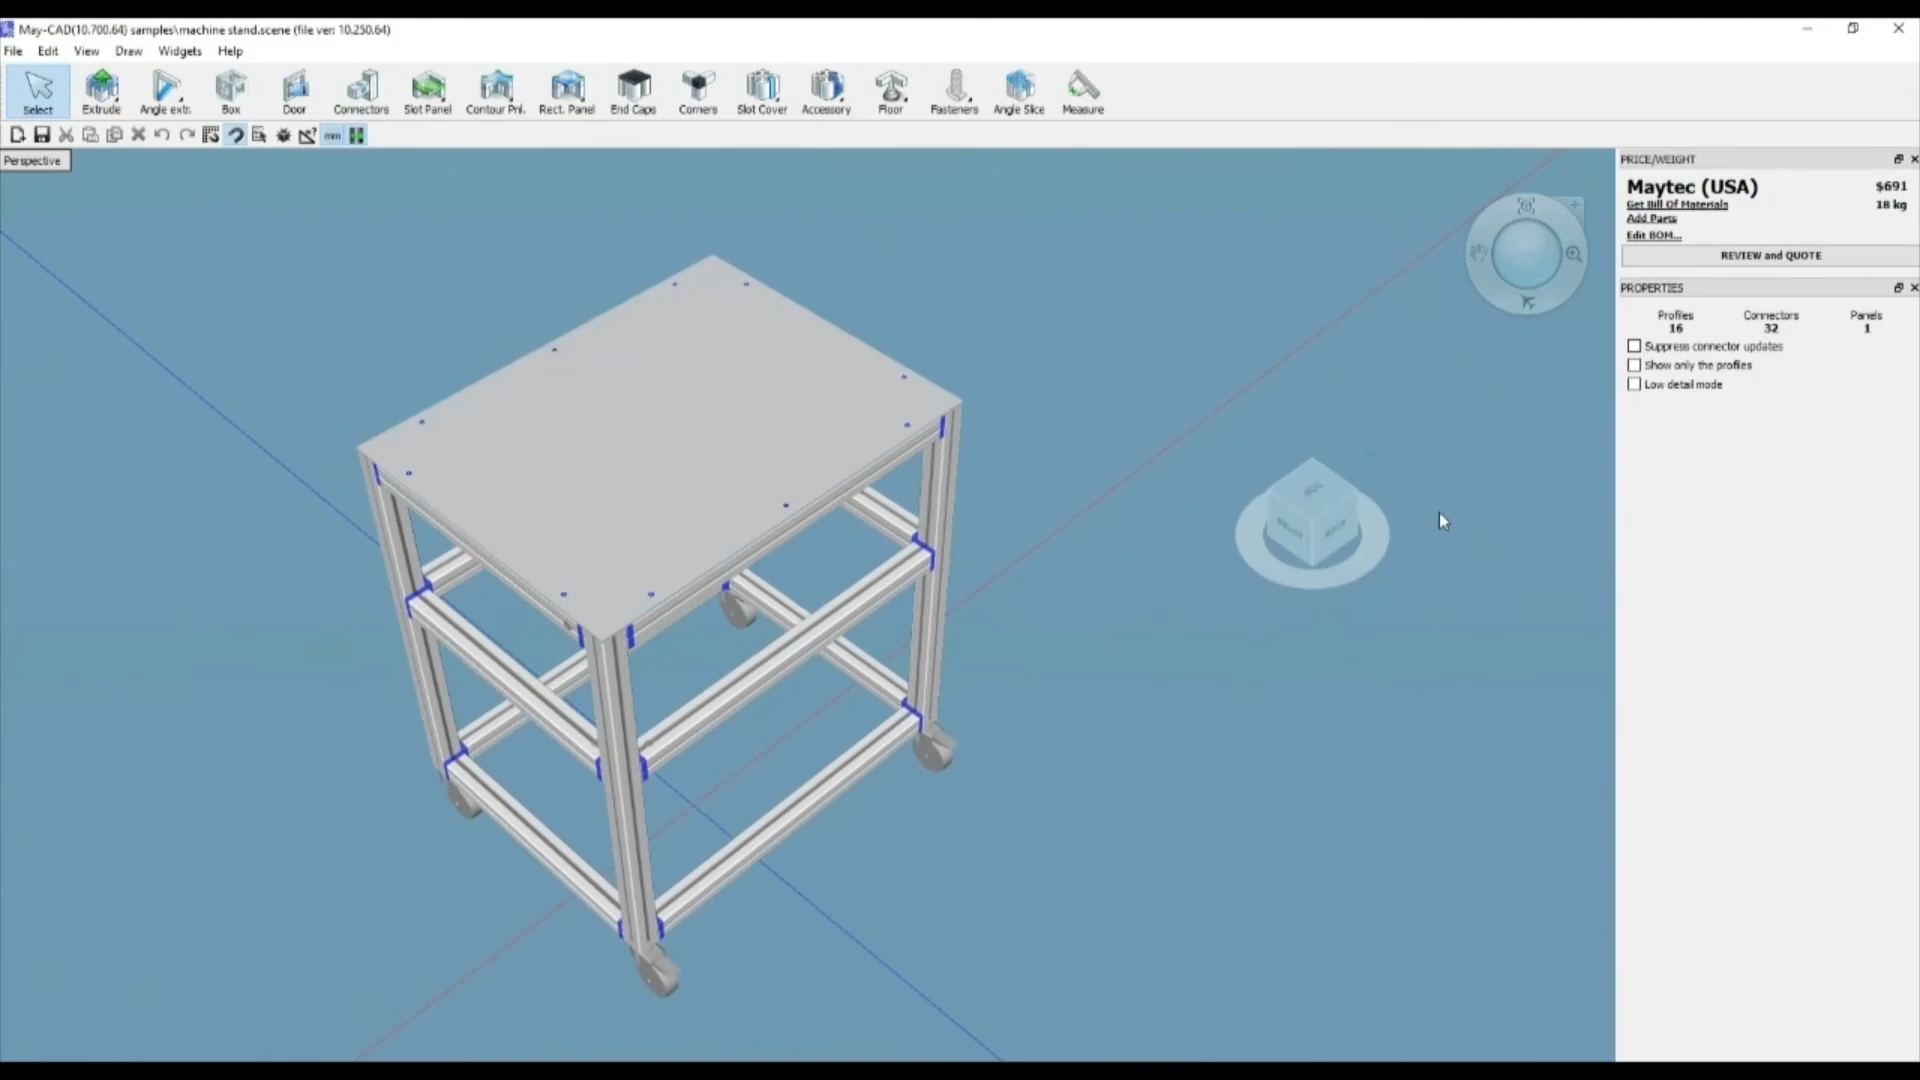 May-CAD(10.700.64) samples\machine stand.scene (file ver: 10.250.64)
File Edit View Draw Widgets Help
Select Extrude Angle extr. Box Door Connectors Slot Panel Contour Pnl. Rect. Panel End Caps Corners Slot Cover Accessory Floor Fasteners Angle Slice Measure
mm
Perspective
PRICE/WEIGHT
Maytec (USA) $691
Get Bill Of Materials 18 kg
Add Parts
Edit BOM...
REVIEW and QUOTE
PROPERTIES
Profiles Connectors Panels
16 32 1
Suppress connector updates
Show only the profiles
Low detail mode
TOP
RIGHT BACK